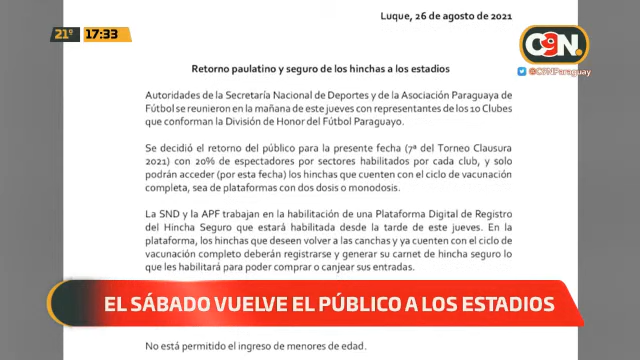 21º
17:33
Luque, 26 de agosto de 2021
C9N.
@C9NParaguay
Retorno paulatino y seguro de los hinchas a los estadios
Autoridades de la Secretaría Nacional de Deportes y de la Asociación Paraguaya de
Fútbol se reunieron en la mañana de este jueves con representantes de los 10 Clubes
que conforman la División de Honor del Fútbol Paraguayo.
Se decidió el retorno del público para la presente fecha (7ª del Torneo Clausura
2021) con 20% de espectadores por sectores habilitados por cada club, y solo
podrán acceder (por esta fecha) los hinchas que cuenten con el ciclo de vacunación
completa, sea de plataformas con dos dosis o monodosis.
La SND y la APF trabajan en la habilitación de una Plataforma Digital de Registro
del Hincha Seguro que estará habilitada desde la tarde de este jueves. En
la plataforma, los hinchas que deseen volver a las canchas y ya cuenten con el ciclo de
vacunación completo deberán registrarse y generar su carnet de hincha seguro lo
que les habilitará para poder comprar o canjear sus entradas.
EL SÁBADO VUELVE EL PÚBLICO A LOS ESTADIOS
No está permitido el ingreso de menores de edad.